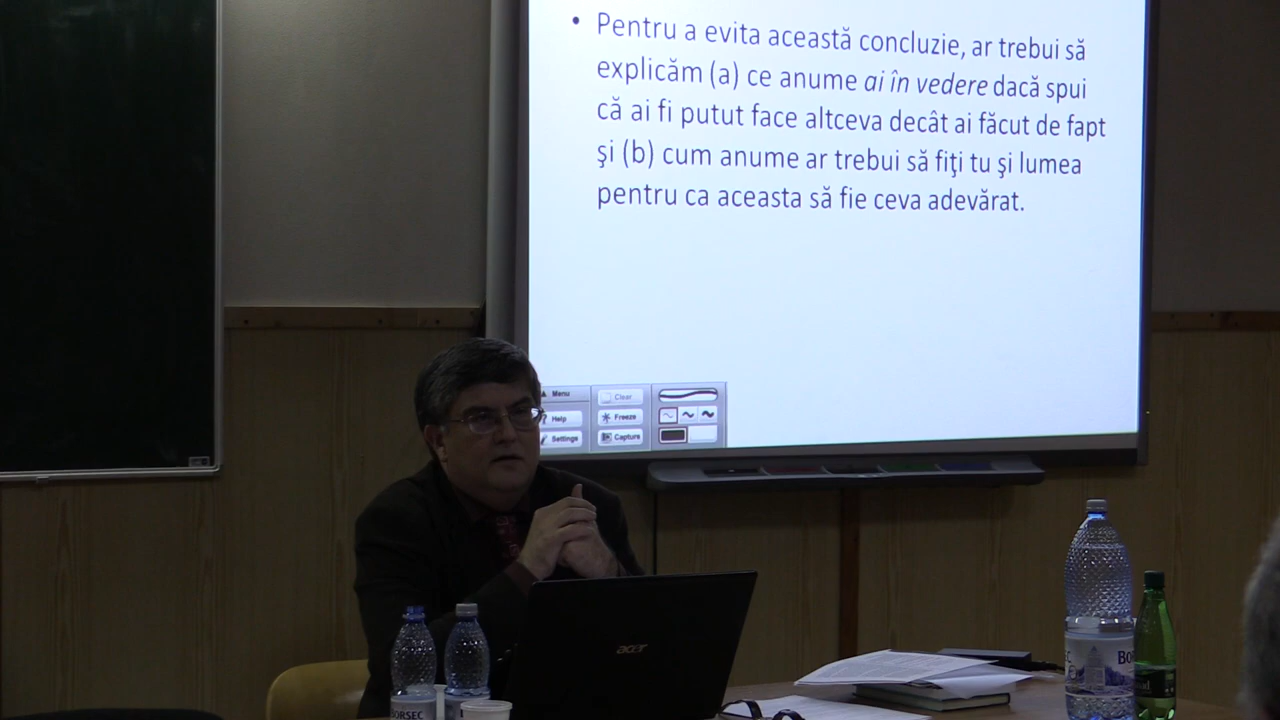 • Pentru a evita această concluzie, ar trebui să
explicăm (a) ce anume ai în vedere dacă spui
că ai fi putut face altceva decât ai făcut de fapt
şi (b) cum anume ar trebui să fiţi tu şi lumea
pentru ca aceasta să fie ceva adevărat.
Menu
Clear
Help
Freeze
Settings
Capture
acer
BORSEC